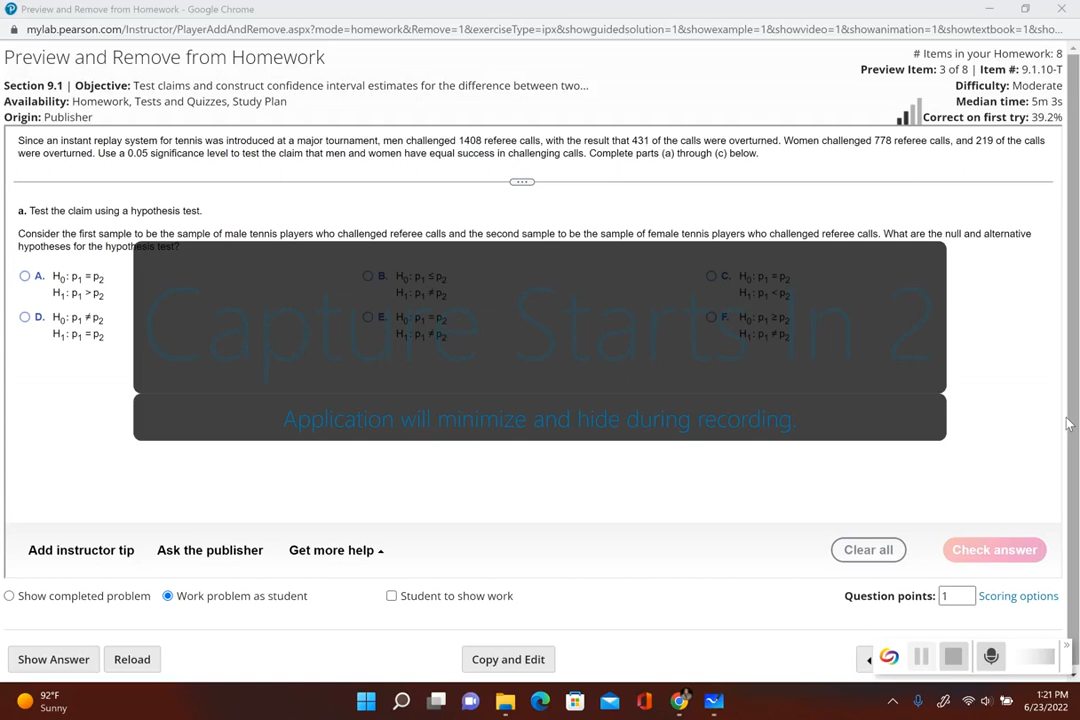 Preview and Remove from Homework - Google Chrome
mylab.pearson.com/Instructor/PlayerAddAndRemove.aspx?mode=homework&Remove=1&exerciseType=ipx&showguidedsolution=1&showexample=1&showvideo=1&showanimation=1&showtextbook=1&sho...
Preview and Remove from Homework
# Items in your Homework: 8
Preview Item: 3 of 8 | Item #: 9.1.10-T
Section 9.1 | Objective: Test claims and construct confidence interval estimates for the difference between two...
Difficulty: Moderate
Availability: Homework, Tests and Quizzes, Study Plan
Median time: 5m 3s
Origin: Publisher
Correct on first try: 39.2%
Since an instant replay system for tennis was introduced at a major tournament, men challenged 1408 referee calls, with the result that 431 of the calls were overturned. Women challenged 778 referee calls, and 219 of the calls
were overturned. Use a 0.05 significance level to test the claim that men and women have equal success in challenging calls. Complete parts (a) through (c) below.
a. Test the claim using a hypothesis test.
Consider the first sample to be the sample of male tennis players who challenged referee calls and the second sample to be the sample of female tennis players who challenged referee calls. What are the null and alternative
hypotheses for the hypothesis test?
A. H0: p1 = p2
H1: p1 > p2
B. H0: p1 ≤ p2
H1: p1 ≠ p2
C. H0: p1 = p2
H1: p1 < p2
D. H0: p1 ≠ p2
H1: p1 = p2
E. H0: p1 = p2
H1: p1 ≠ p2
F. H0: p1 ≥ p2
H1: p1 ≠ p2
Capture Starts In 2
Application will minimize and hide during recording.
Add instructor tip Ask the publisher Get more help
Clear all Check answer
Show completed problem Work problem as student Student to show work
Question points: 1 Scoring options
Show Answer Reload Copy and Edit
92°F
Sunny
1:21 PM
6/23/2022